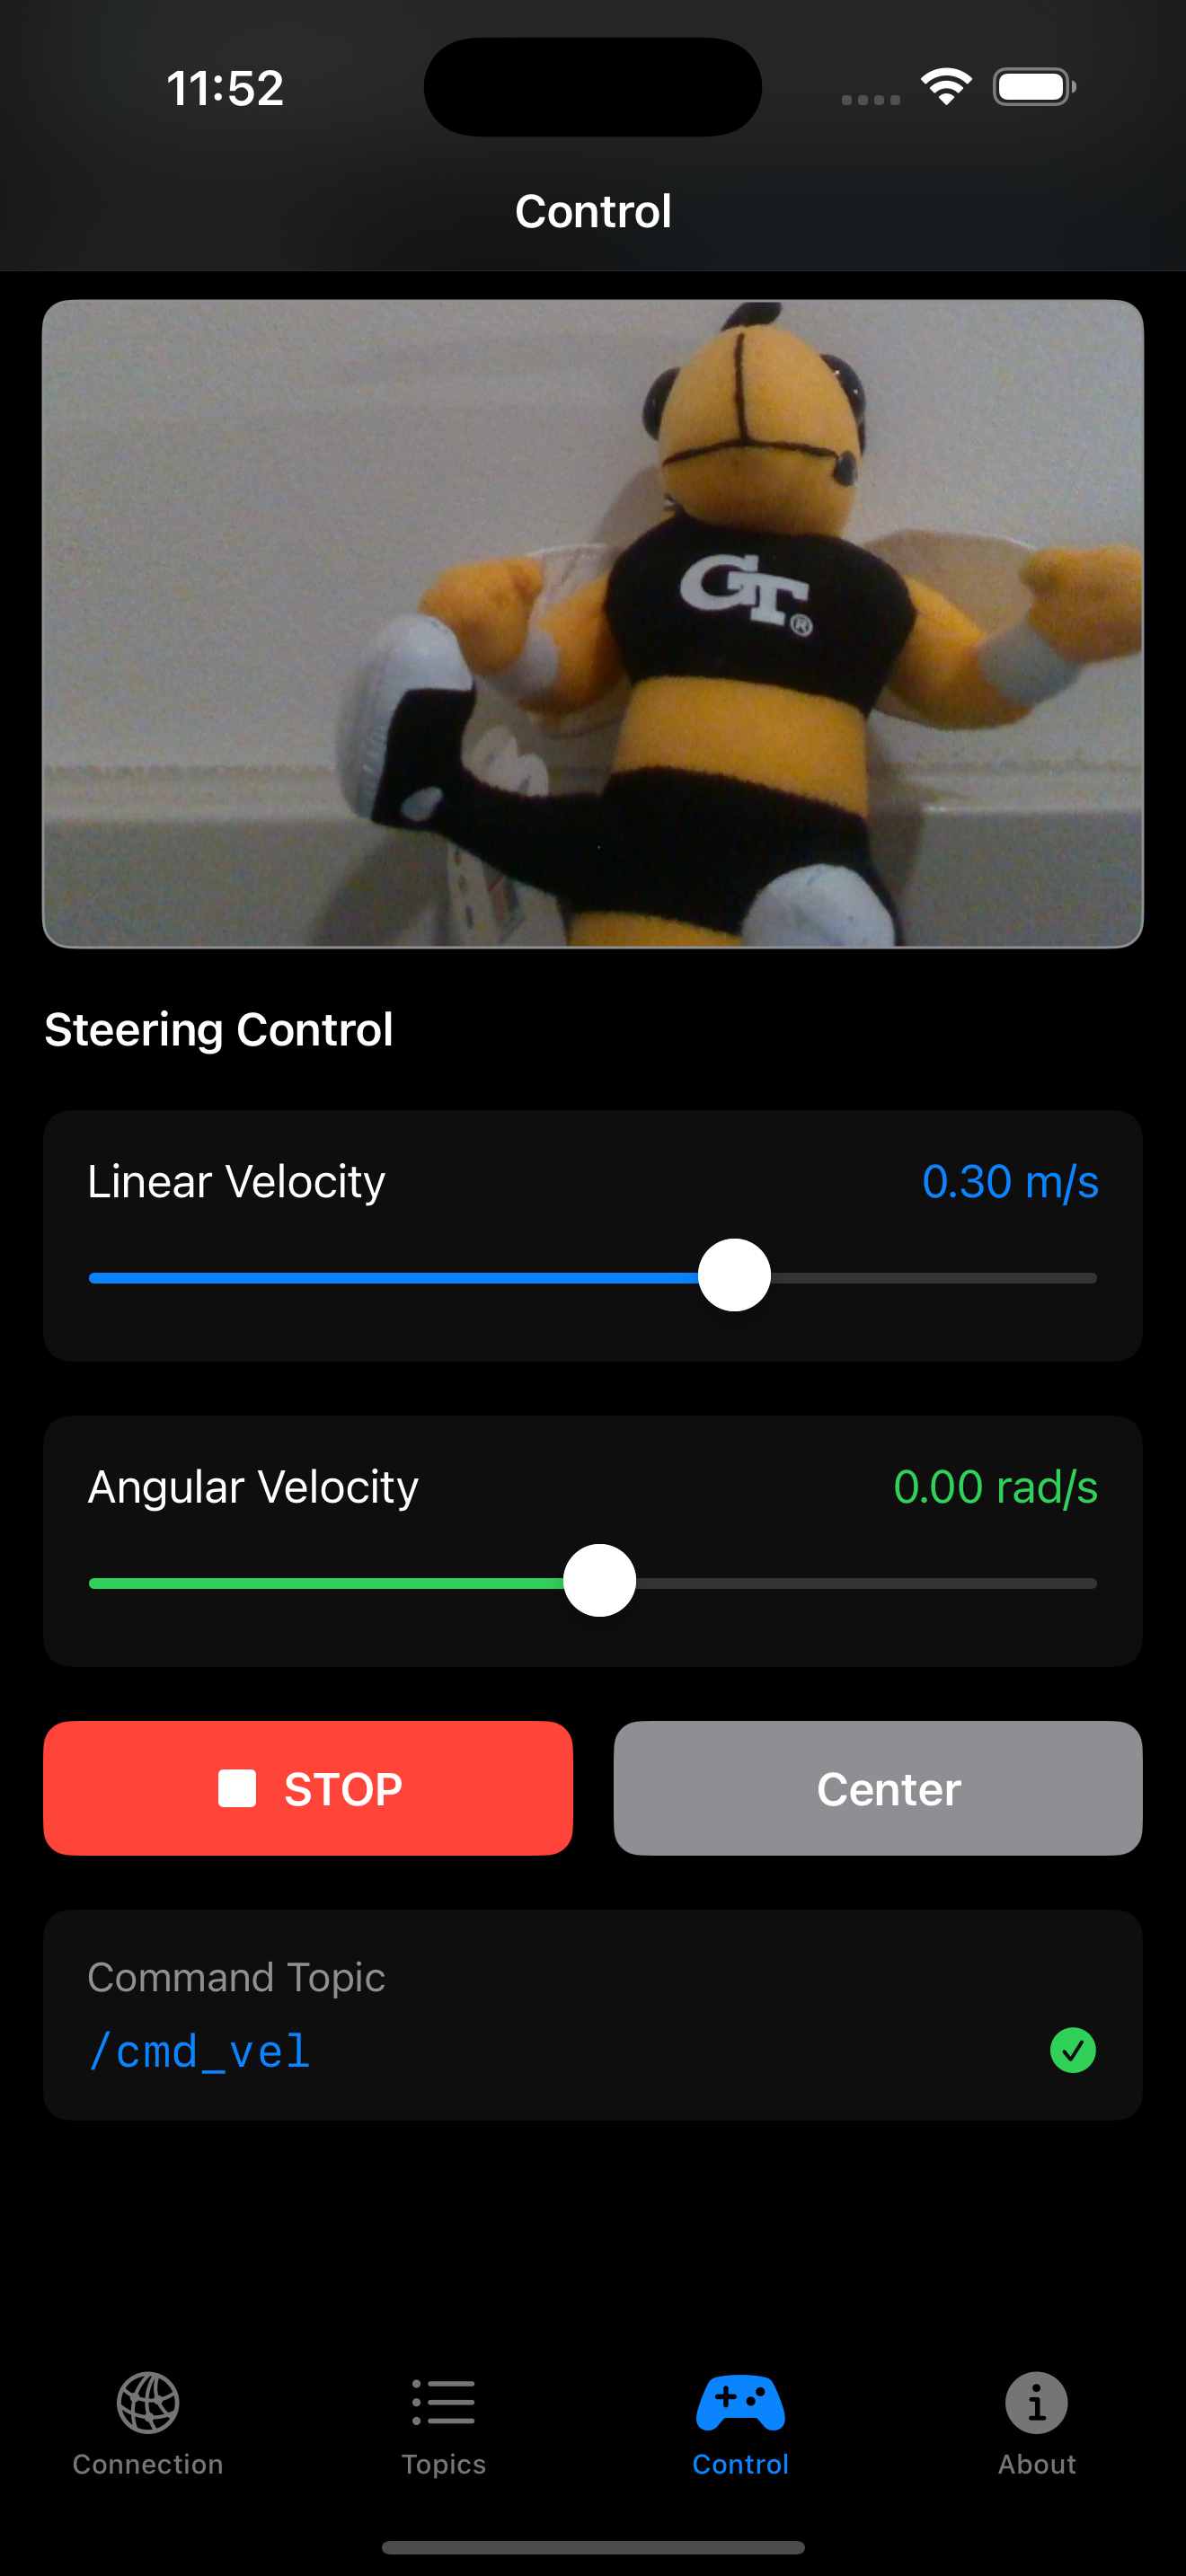 11:52
Control
GT®
Steering Control
Linear Velocity 0.30 m/s
Angular Velocity 0.00 rad/s
STOP Center
Command Topic
/cmd_vel
Connection Topics Control About